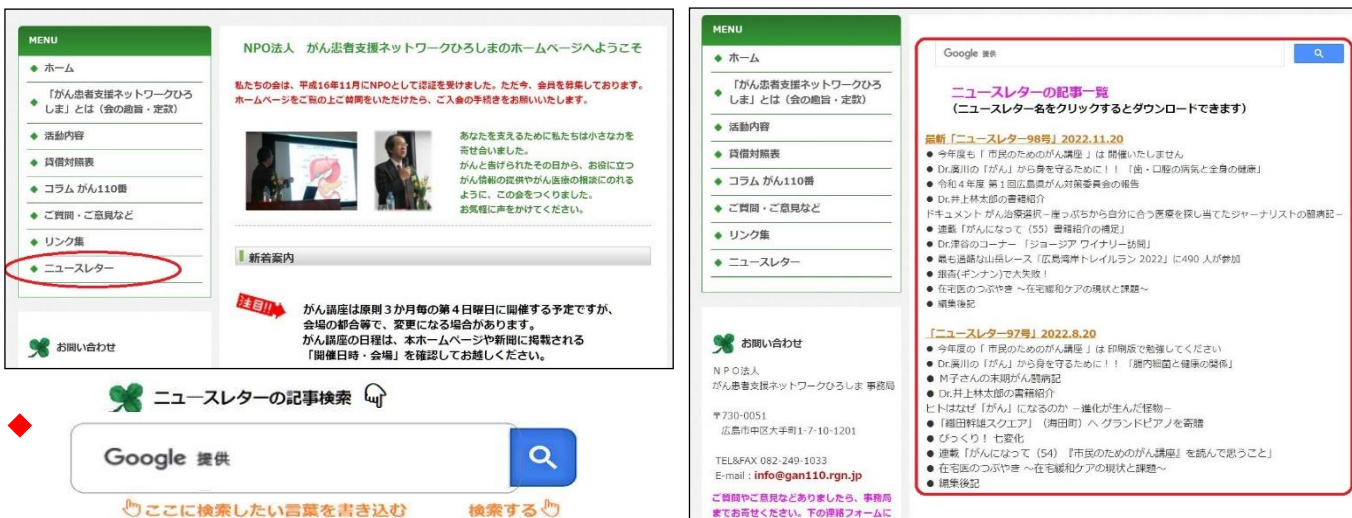 MENU
ホーム
「がん患者支援ネットワークひろ
しま」とは（会の趣旨・定款）
活動内容
貸借対照表
コラム がん110番
ご質問・ご意見など
リンク集
ニュースレター
お問い合わせ
NPO法人 がん患者支援ネットワークひろしまのホームページへようこそ
私たちの会は、平成16年11月にNPOとして認証を受けました。ただ今、会員を募集しております。
ホームページをご覧の上ご賛同をいただけたら、ご入会の手続きをお願いいたします。
あなたを支えるために私たちは小さな力を
寄せ合いました。
がんと告げられたその日から、お役に立つ
がん情報の提供やがん医療の相談にのれる
ように、この会をつくりました。
お気軽に声をかけてください。
新着案内
注目!!
がん講座は原則３か月毎の第４日曜日に開催する予定ですが、
会場の都合等で、変更になる場合があります。
がん講座の日程は、本ホームページや新聞に掲載される
「開催日時・会場」を確認してお越しください。
ニュースレターの記事検索
Google 提供
ここに検索したい言葉を書き込む
検索する
MENU
ホーム
「がん患者支援ネットワークひろ
しま」とは（会の趣旨・定款）
活動内容
貸借対照表
コラム がん110番
ご質問・ご意見など
リンク集
ニュースレター
お問い合わせ
ＮＰＯ法人
がん患者支援ネットワークひろしま 事務局
〒730-0051
広島市中区大手町1-7-10-1201
TEL&FAX 082-249-1033
E-mail : info@gan110.rgn.jp
ご質問やご意見などありましたら、事務局
までお寄せください。下の連絡フォームに
Google 提供
ニュースレターの記事一覧
（ニュースレター名をクリックするとダウンロードできます）
最新「ニュースレター98号」2022.11.20
● 今年度も「 市民のためのがん講座 」は 開催いたしません
● Dr.廣川の「がん」から身を守るために！！「歯・口腔の病気と全身の健康」
● 令和４年度 第１回広島県がん対策委員会の報告
● Dr.井上林太郎の書籍紹介
ドキュメント がん治療選択－崖っぷちから自分に合う医療を探し当てたジャーナリストの闘病記－
● 連載「がんになって（55）書籍紹介の補足」
● Dr.津谷のコーナー 「ジョージア ワイナリー訪問」
● 最も過酷な山岳レース「広島湾岸トレイルラン 2022」に490 人が参加
● 銀杏(ギンナン)で大失敗！
● 在宅医のつぶやき ～在宅緩和ケアの現状と課題～
● 編集後記
「ニュースレター97号」2022.8.20
● 今年度の「 市民のためのがん講座 」は 印刷版で勉強してください
● Dr.廣川の「がん」から身を守るために！！「腸内細菌と健康の関係」
● Ｍ子さんの末期がん闘病記
● Dr.井上林太郎の書籍紹介
ヒトはなぜ「がん」になるのか －進化が生んだ怪物－
● 「織田幹雄スクエア」（海田町）へ グランドピアノを寄贈
● びっくり！ 七変化
● 連載「がんになって（54）『市民のためのがん講座』を読んで思うこと」
● 在宅医のつぶやき ～在宅緩和ケアの現状と課題～
● 編集後記